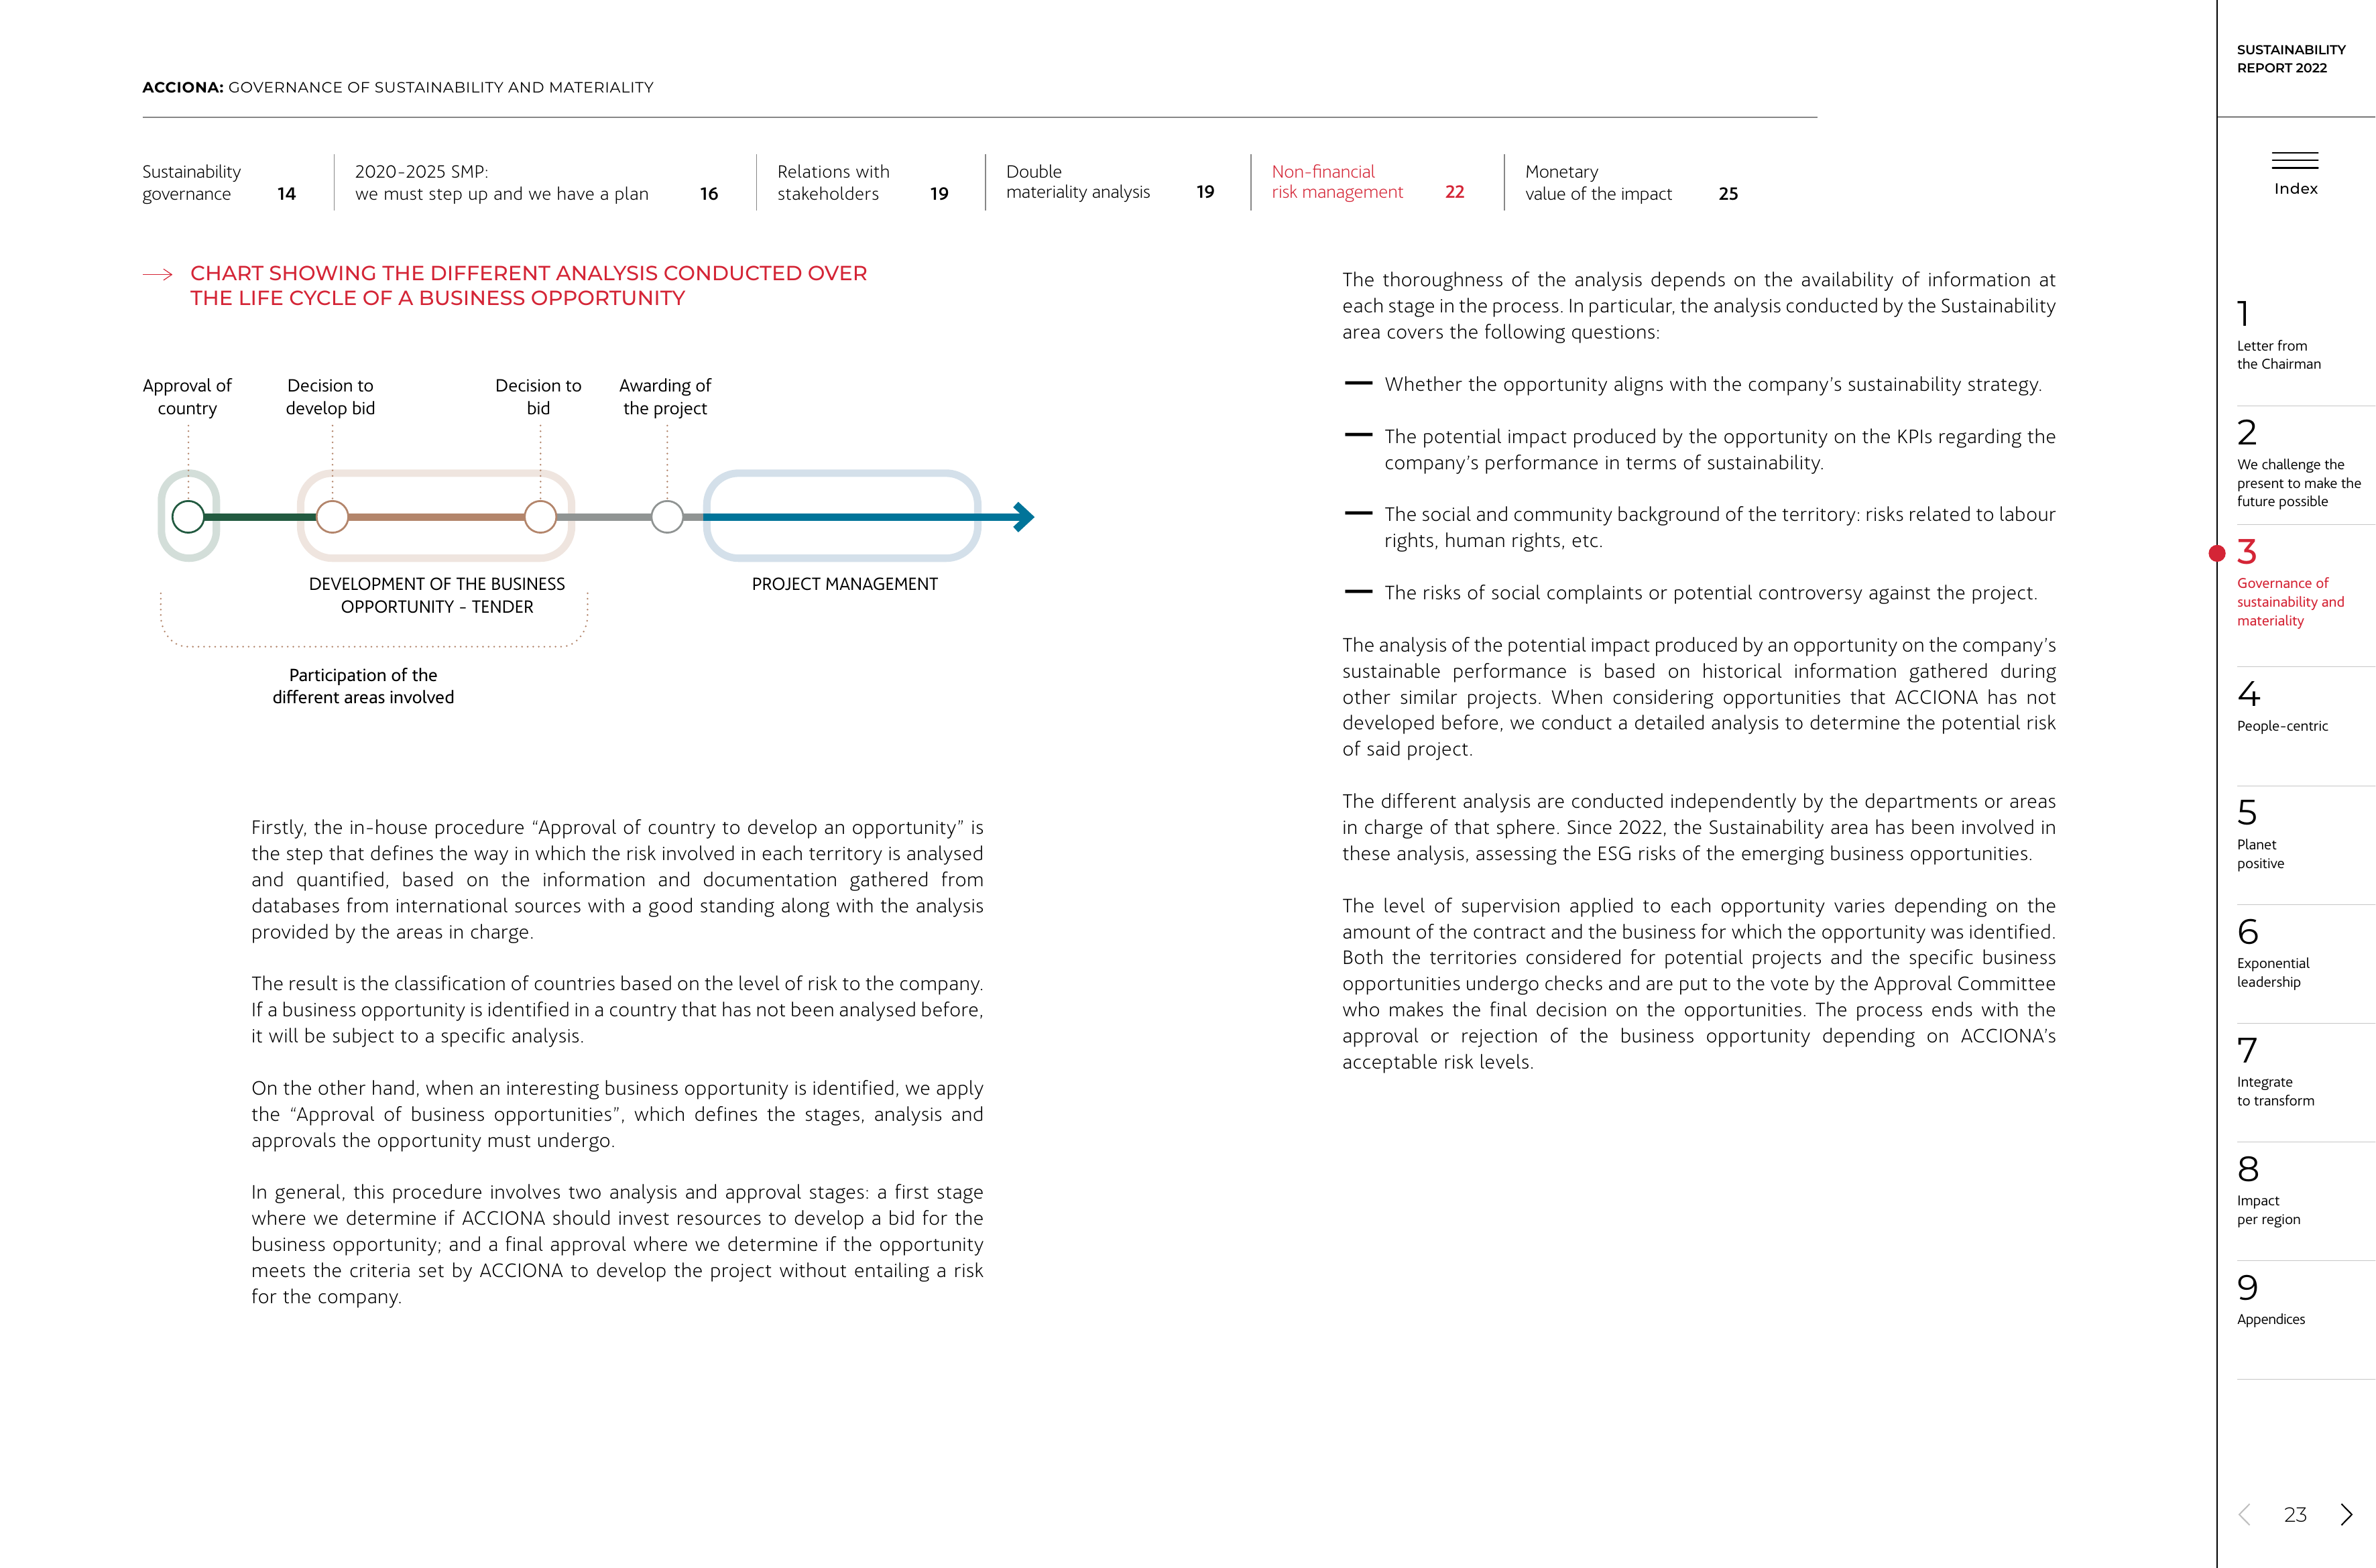 ACCIONA: GOVERNANCE OF SUSTAINABILITY AND MATERIALITY
Sustainability
governance 14
2020-2025 SMP:
we must step up and we have a plan 16
Relations with
stakeholders 19
Double
materiality analysis 19
Non-financial
risk management 22
Monetary
value of the impact 25
CHART SHOWING THE DIFFERENT ANALYSIS CONDUCTED OVER
THE LIFE CYCLE OF A BUSINESS OPPORTUNITY
Approval of
country
Decision to
develop bid
Decision to
bid
Awarding of
the project
DEVELOPMENT OF THE BUSINESS
OPPORTUNITY - TENDER
PROJECT MANAGEMENT
Participation of the
different areas involved
Firstly, the in-house procedure “Approval of country to develop an opportunity” is
the step that defines the way in which the risk involved in each territory is analysed
and quantified, based on the information and documentation gathered from
databases from international sources with a good standing along with the analysis
provided by the areas in charge.
The result is the classification of countries based on the level of risk to the company.
If a business opportunity is identified in a country that has not been analysed before,
it will be subject to a specific analysis.
On the other hand, when an interesting business opportunity is identified, we apply
the “Approval of business opportunities”, which defines the stages, analysis and
approvals the opportunity must undergo.
In general, this procedure involves two analysis and approval stages: a first stage
where we determine if ACCIONA should invest resources to develop a bid for the
business opportunity; and a final approval where we determine if the opportunity
meets the criteria set by ACCIONA to develop the project without entailing a risk
for the company.
The thoroughness of the analysis depends on the availability of information at
each stage in the process. In particular, the analysis conducted by the Sustainability
area covers the following questions:
— Whether the opportunity aligns with the company’s sustainability strategy.
— The potential impact produced by the opportunity on the KPIs regarding the
company’s performance in terms of sustainability.
— The social and community background of the territory: risks related to labour
rights, human rights, etc.
— The risks of social complaints or potential controversy against the project.
The analysis of the potential impact produced by an opportunity on the company’s
sustainable performance is based on historical information gathered during
other similar projects. When considering opportunities that ACCIONA has not
developed before, we conduct a detailed analysis to determine the potential risk
of said project.
The different analysis are conducted independently by the departments or areas
in charge of that sphere. Since 2022, the Sustainability area has been involved in
these analysis, assessing the ESG risks of the emerging business opportunities.
The level of supervision applied to each opportunity varies depending on the
amount of the contract and the business for which the opportunity was identified.
Both the territories considered for potential projects and the specific business
opportunities undergo checks and are put to the vote by the Approval Committee
who makes the final decision on the opportunities. The process ends with the
approval or rejection of the business opportunity depending on ACCIONA’s
acceptable risk levels.
SUSTAINABILITY
REPORT 2022
Index
1
Letter from
the Chairman
2
We challenge the
present to make the
future possible
3
Governance of
sustainability and
materiality
4
People-centric
5
Planet
positive
6
Exponential
leadership
7
Integrate
to transform
8
Impact
per region
9
Appendices
23